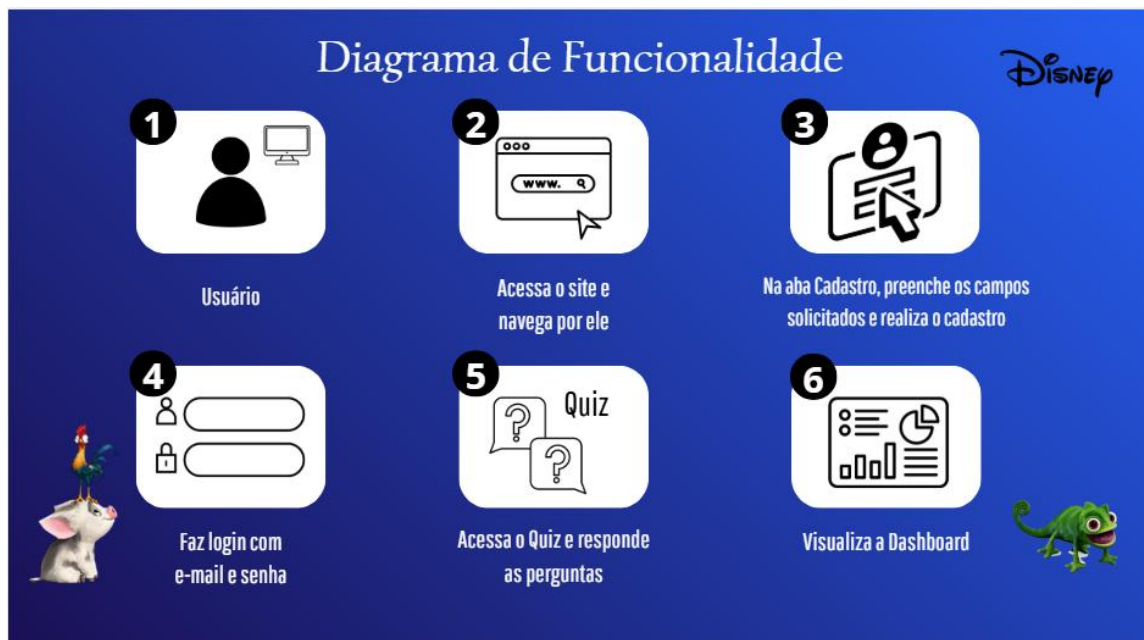 Diagrama de Funcionalidade
Disney
1
2
www.
3
Usuário
Acessa o site e
navega por ele
Na aba Cadastro, preenche os campos
solicitados e realiza o cadastro
4
5
Quiz
6
Faz login com
e-mail e senha
Acessa o Quiz e responde
as perguntas
Visualiza a Dashboard